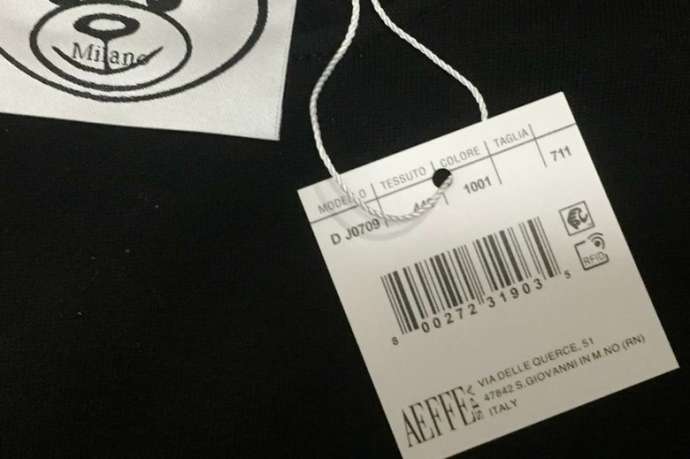 Milano
MODELLO TESSUTO COLORE TAGLIA
D J0709 1001 711
RFID
8 00272 31903 5
AEFFE SPA
VIA DELLE QUERCE, 51
47842 S.GIOVANNI IN M.NO (RN)
ITALY